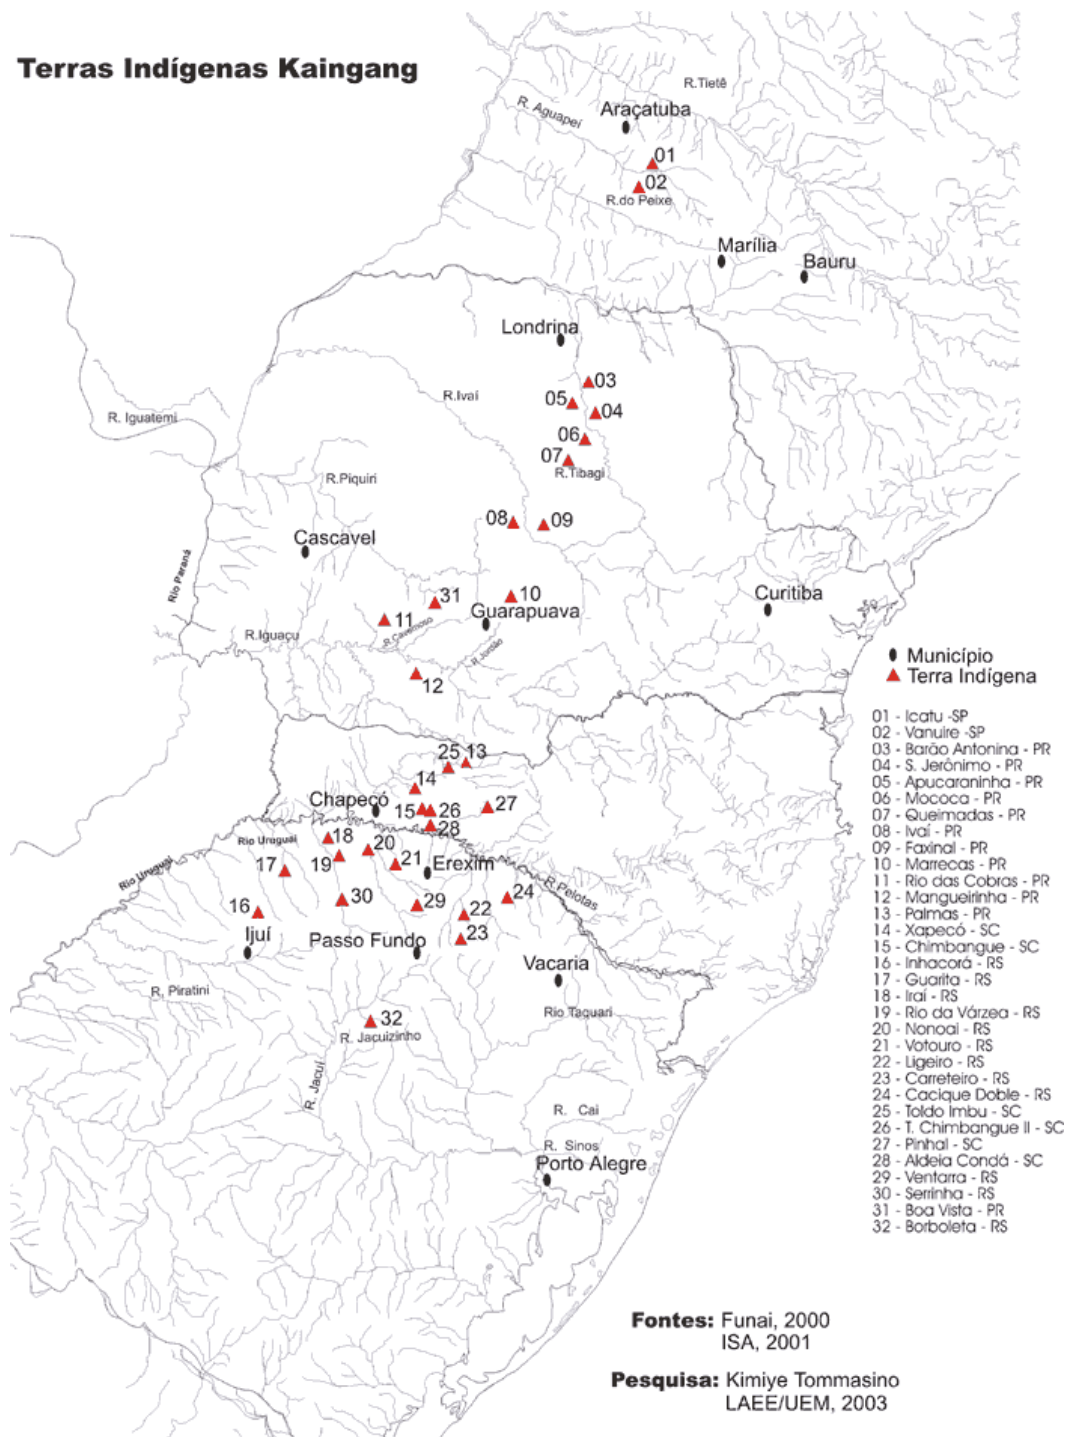 Terras Indígenas Kaingang
R.Tietê
R. Aguapeí
Araçatuba
01
02
R.do Peixe
Marília
Bauru
Londrina
03
R.Ivaí
05
04
R. Iguatemi
06
07
R.Tibagi
R.Piquiri
08
09
Cascavel
Rio Paraná
31
10
Curitiba
11
Guarapuava
R.Cavernoso
R.Iguaçu
R. Jordão
12
Município
Terra Indígena
25
13
14
Chapecó
15
26
27
28
Rio Uruguai
18
20
Rio Uruguai
17
19
21
Erexim
R.Pelotas
24
30
29
16
22
Ijuí
Passo Fundo
23
Vacaria
R, Piratini
Rio Taquari
32
R. Jacuizinho
R. Jacuí
R. Cai
R. Sinos
Porto Alegre
01 - Icatu -SP
02 - Vanuire -SP
03 - Barão Antonina - PR
04 - S. Jerônimo - PR
05 - Apucaraninha - PR
06 - Mococa - PR
07 - Queimadas - PR
08 - Ivaí - PR
09 - Faxinal - PR
10 - Marrecas - PR
11 - Rio das Cobras - PR
12 - Mangueirinha - PR
13 - Palmas - PR
14 - Xapecó - SC
15 - Chimbangue - SC
16 - Inhacorá - RS
17 - Guarita - RS
18 - Iraí - RS
19 - Rio da Várzea - RS
20 - Nonoai - RS
21 - Votouro - RS
22 - Ligeiro - RS
23 - Carreteiro - RS
24 - Cacique Doble - RS
25 - Toldo Imbu - SC
26 - T. Chimbangue II - SC
27 - Pinhal - SC
28 - Aldeia Condá - SC
29 - Ventarra - RS
30 - Serrinha - RS
31 - Boa Vista - PR
32 - Borboleta - RS
Fontes: Funai, 2000
ISA, 2001
Pesquisa: Kimiye Tommasino
LAEE/UEM, 2003